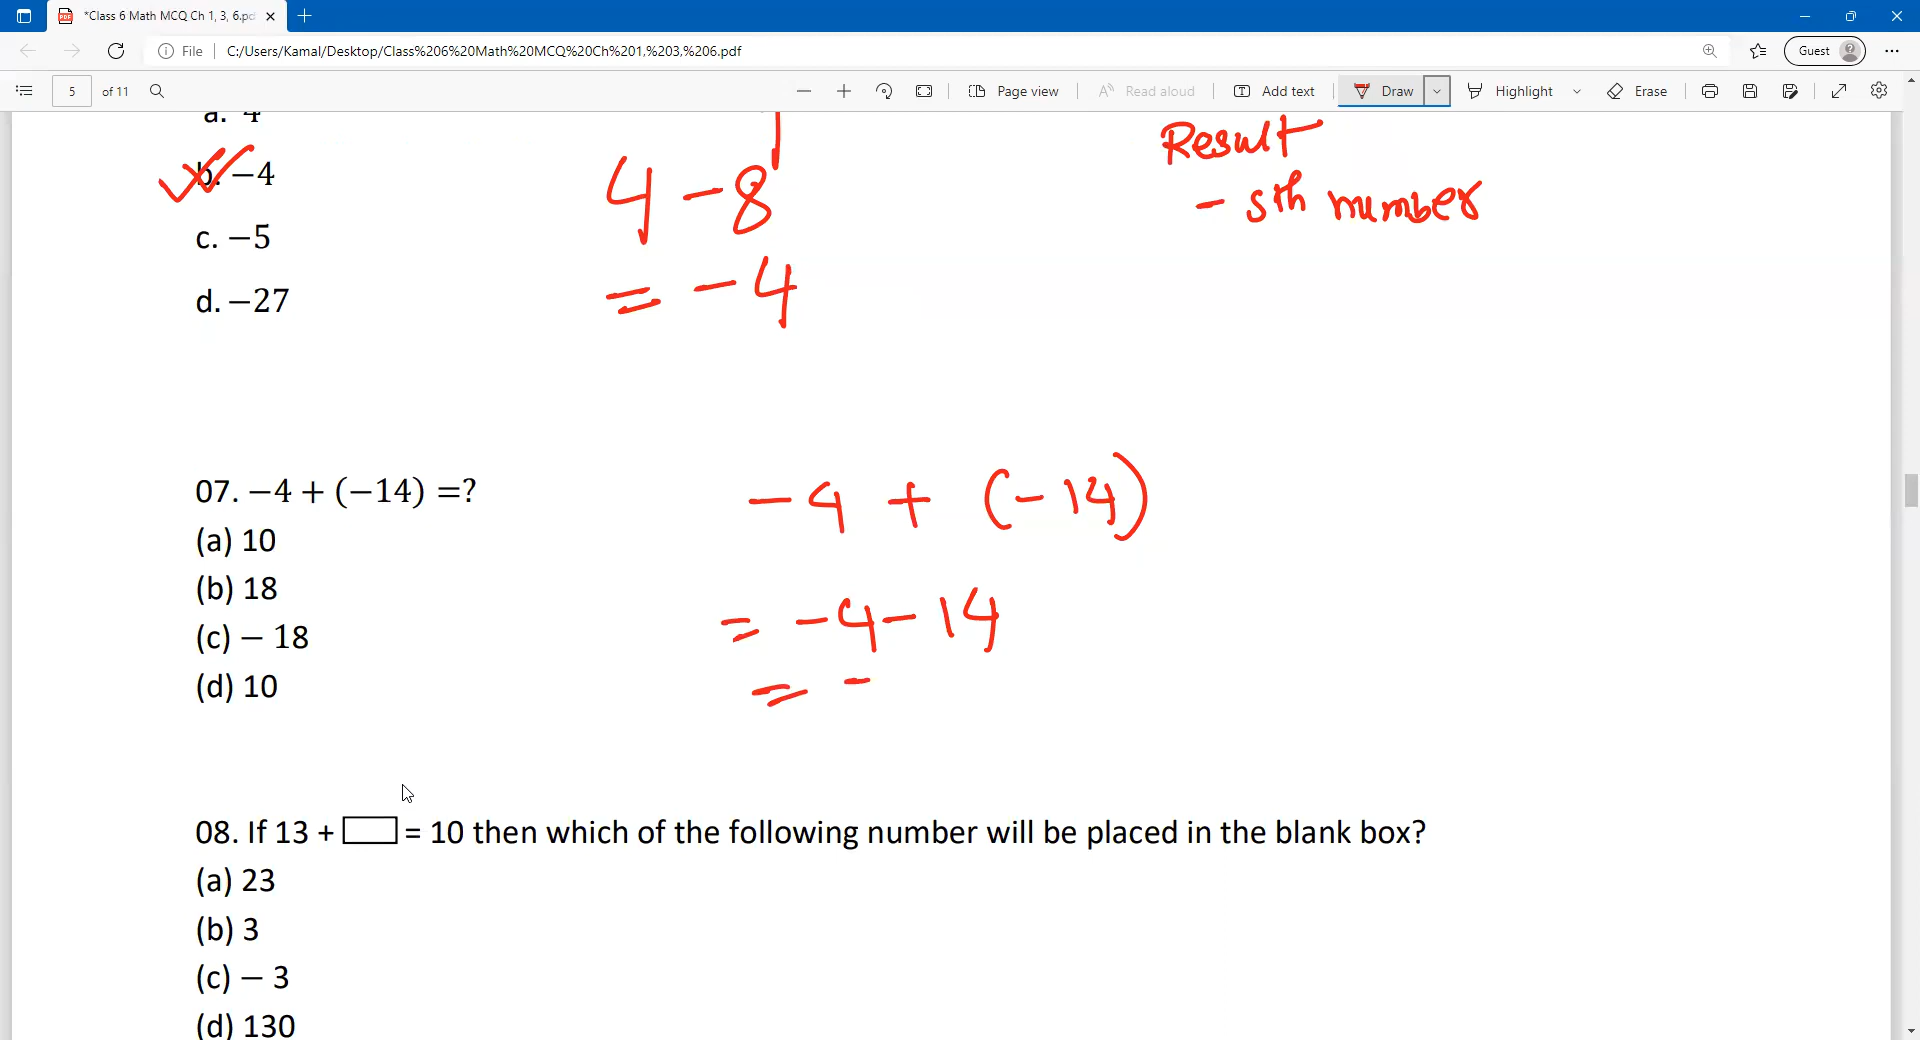 *Class 6 Math MCQ Ch 1, 3, 6.pd
File
C:/Users/Kamal/Desktop/Class%206%20Math%20MCQ%20Ch%201,%203,%206.pdf
Guest
5 of 11
Page view
Read aloud
Add text
Draw
Highlight
Erase
a. 4
b. −4
c. −5
d. −27
4 - 8
= - 4
Result
- 5th number
07. −4 + (−14) =?
(a) 10
(b) 18
(c) − 18
(d) 10
- 4 + (- 14)
= - 4 - 14
= -
08. If 13 + = 10 then which of the following number will be placed in the blank box?
(a) 23
(b) 3
(c) − 3
(d) 130